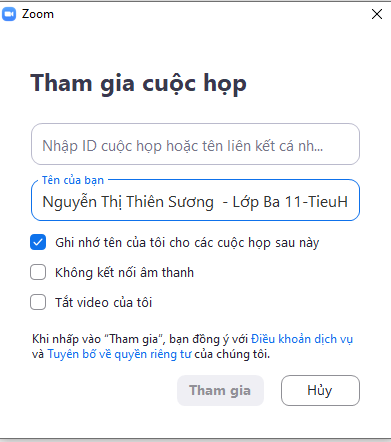 Zoom
Tham gia cuộc họp
Nhập ID cuộc họp hoặc tên liên kết cá nh...
Tên của bạn
Nguyễn Thị Thiên Sương - Lớp Ba 11-TieuH
Ghi nhớ tên của tôi cho các cuộc họp sau này
Không kết nối âm thanh
Tắt video của tôi
Khi nhấp vào “Tham gia”, bạn đồng ý với Điều khoản dịch vụ
và Tuyên bố về quyền riêng tư của chúng tôi.
Tham gia
Hủy